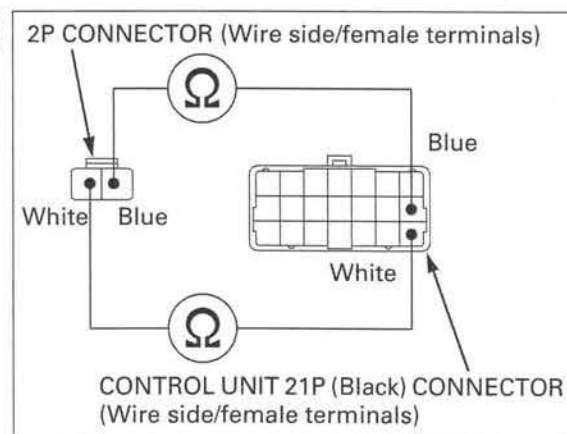 2P CONNECTOR (Wire side/female terminals)
Ω
Blue
White Blue
White
Ω
CONTROL UNIT 21P (Black) CONNECTOR
(Wire side/female terminals)